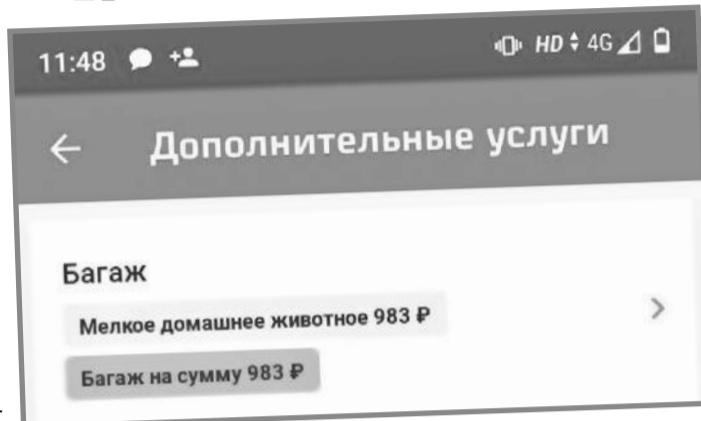 11:48 HD 4G
Дополнительные услуги
Багаж
Мелкое домашнее животное 983 ₽
Багаж на сумму 983 ₽